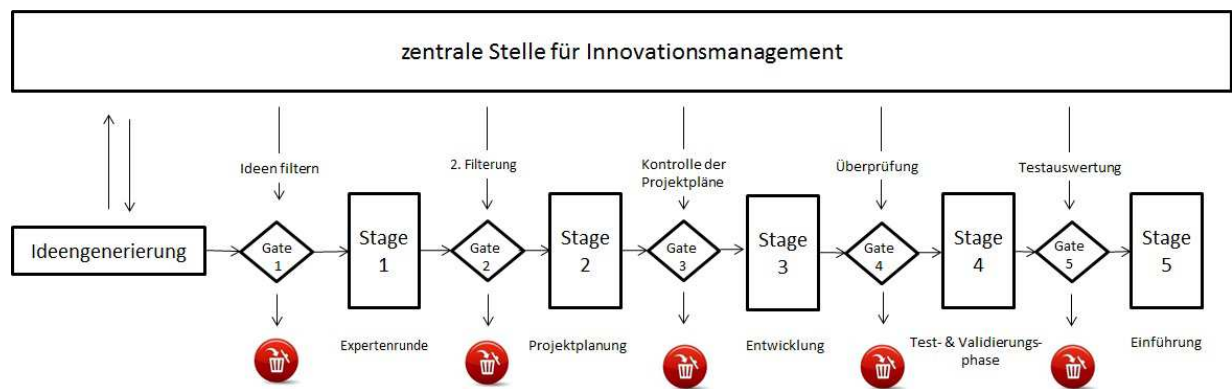 zentrale Stelle für Innovationsmanagement
Ideen filtern
2. Filterung
Kontrolle der
Projektpläne
Überprüfung
Testauswertung
Ideengenerierung
Gate
1
Stage
1
Gate
2
Stage
2
Gate
3
Stage
3
Gate
4
Stage
4
Gate
5
Stage
5
Expertenrunde
Projektplanung
Entwicklung
Test- & Validierungs-
phase
Einführung